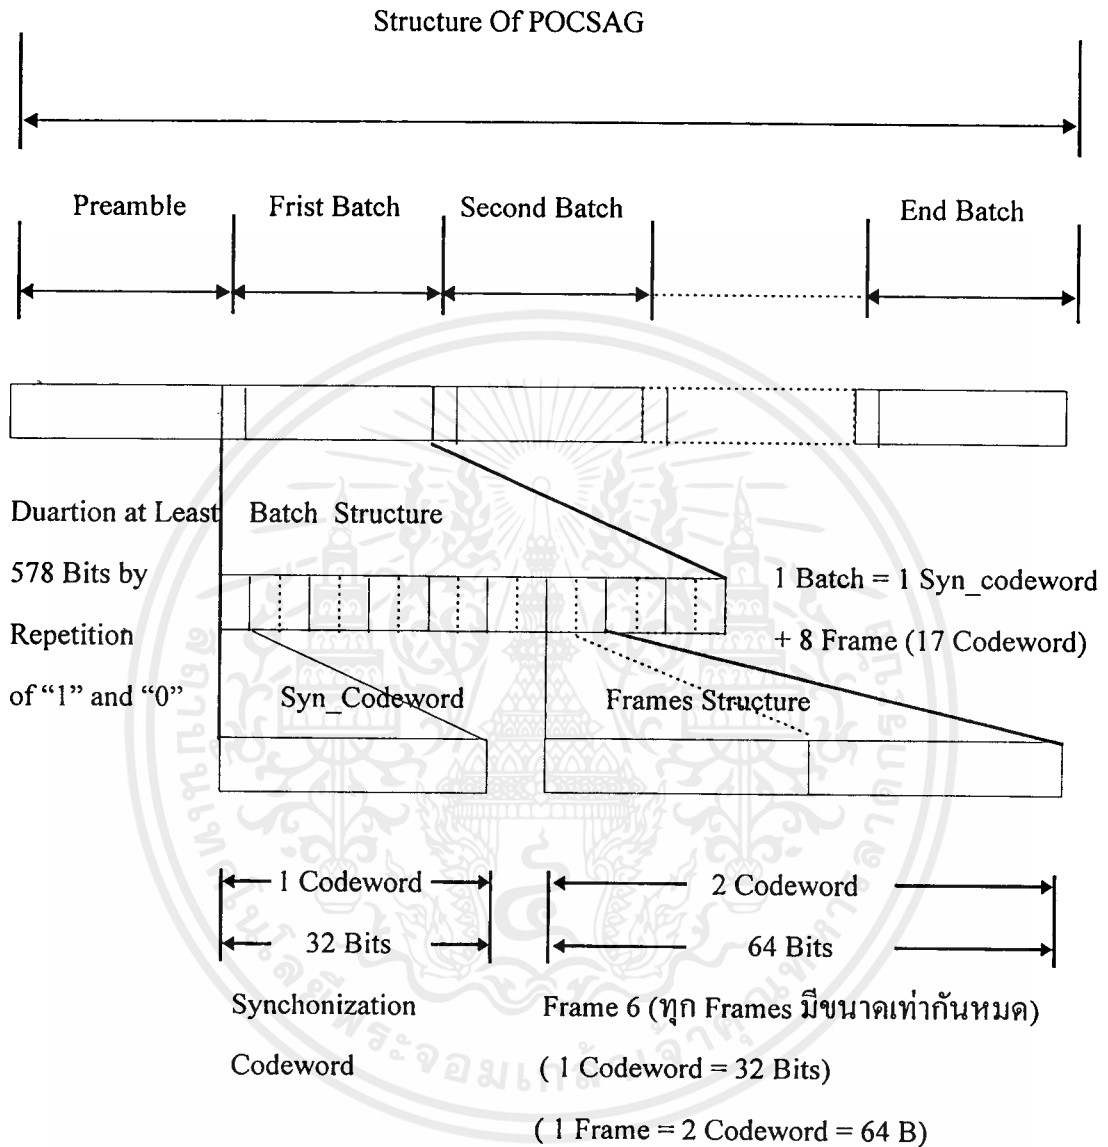 Structure Of POCSAG
Preamble
Frist Batch
Second Batch
End Batch
Duartion at Least
578 Bits by
Repetition
of “1” and “0”
Batch Structure
1 Batch = 1 Syn_codeword
+ 8 Frame (17 Codeword)
Syn_Codeword
Frames Structure
1 Codeword
2 Codeword
32 Bits
64 Bits
Synchonization
Codeword
Frame 6 (ทุก Frames มีขนาดเท่ากันหมด)
( 1 Codeword = 32 Bits)
( 1 Frame = 2 Codeword = 64 B)